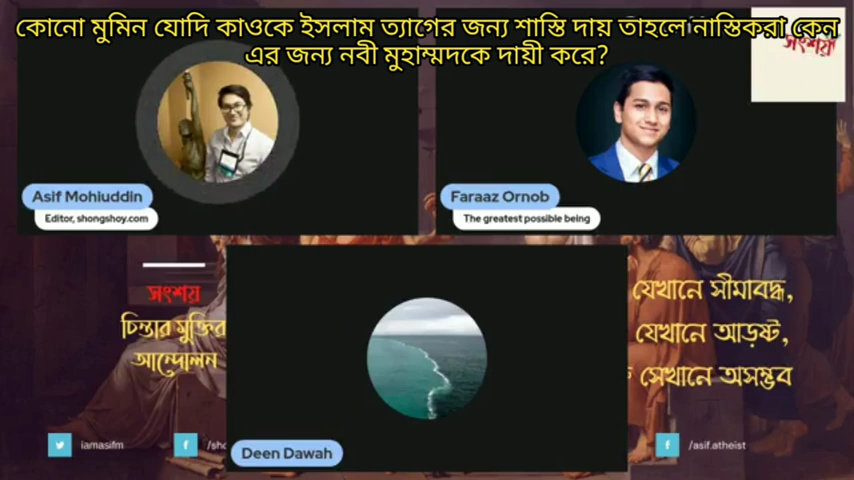 কোনো মুমিন যোদি কাওকে ইসলাম ত্যাগের জন্য শাস্তি দায় তাহলে নাস্তিকরা কেন
এর জন্য নবী মুহাম্মদকে দায়ী করে?
সংশয়
Asif Mohiuddin
Editor, shongshoy.com
Faraaz Ornob
The greatest possible being
সংশয়
চিন্তার মুক্তির
আন্দোলন
যেখানে সীমাবদ্ধ,
যেখানে আড়ষ্ট,
সেখানে অসম্ভব
iamasifm
/sho
/asif.atheist
Deen Dawah